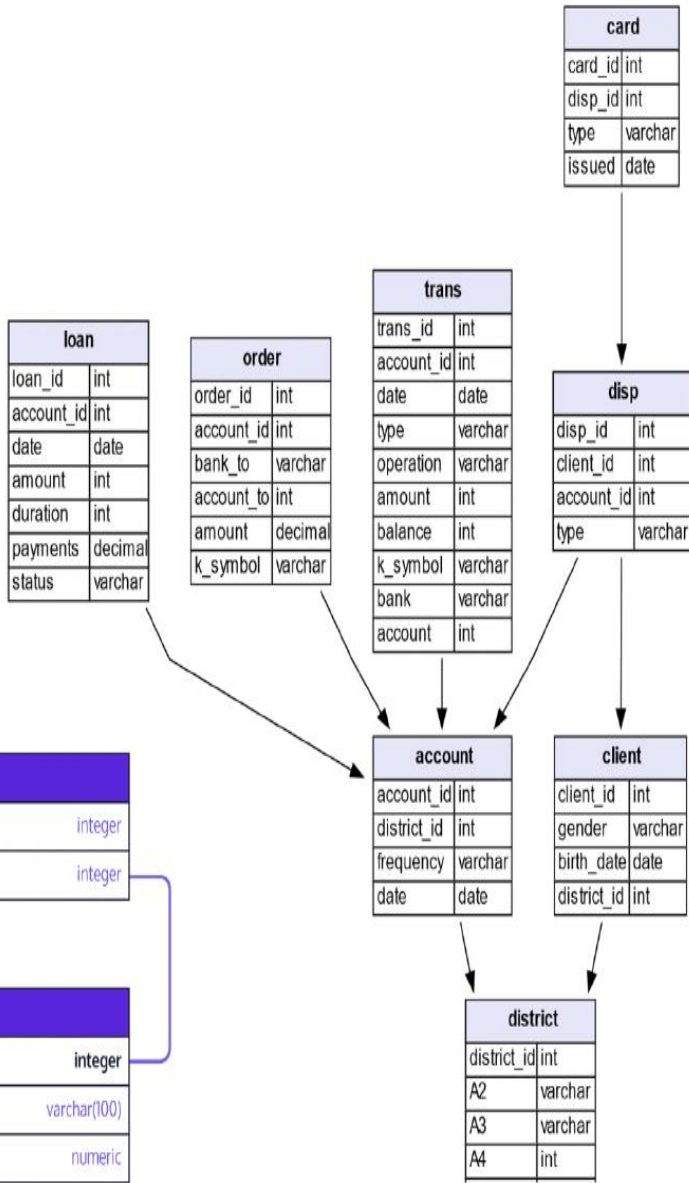 card
card_id int
disp_id int
type varchar
issued date
trans
trans_id int
account_id int
date date
type varchar
operation varchar
amount int
balance int
k_symbol varchar
bank varchar
account int
loan
loan_id int
account_id int
date date
amount int
duration int
payments decimal
status varchar
order
order_id int
account_id int
bank_to varchar
account_to int
amount decimal
k_symbol varchar
disp
disp_id int
client_id int
account_id int
type varchar
account
account_id int
district_id int
frequency varchar
date date
client
client_id int
gender varchar
birth_date date
district_id int
integer
integer
integer
varchar(100)
numeric
district
district_id int
A2 varchar
A3 varchar
A4 int